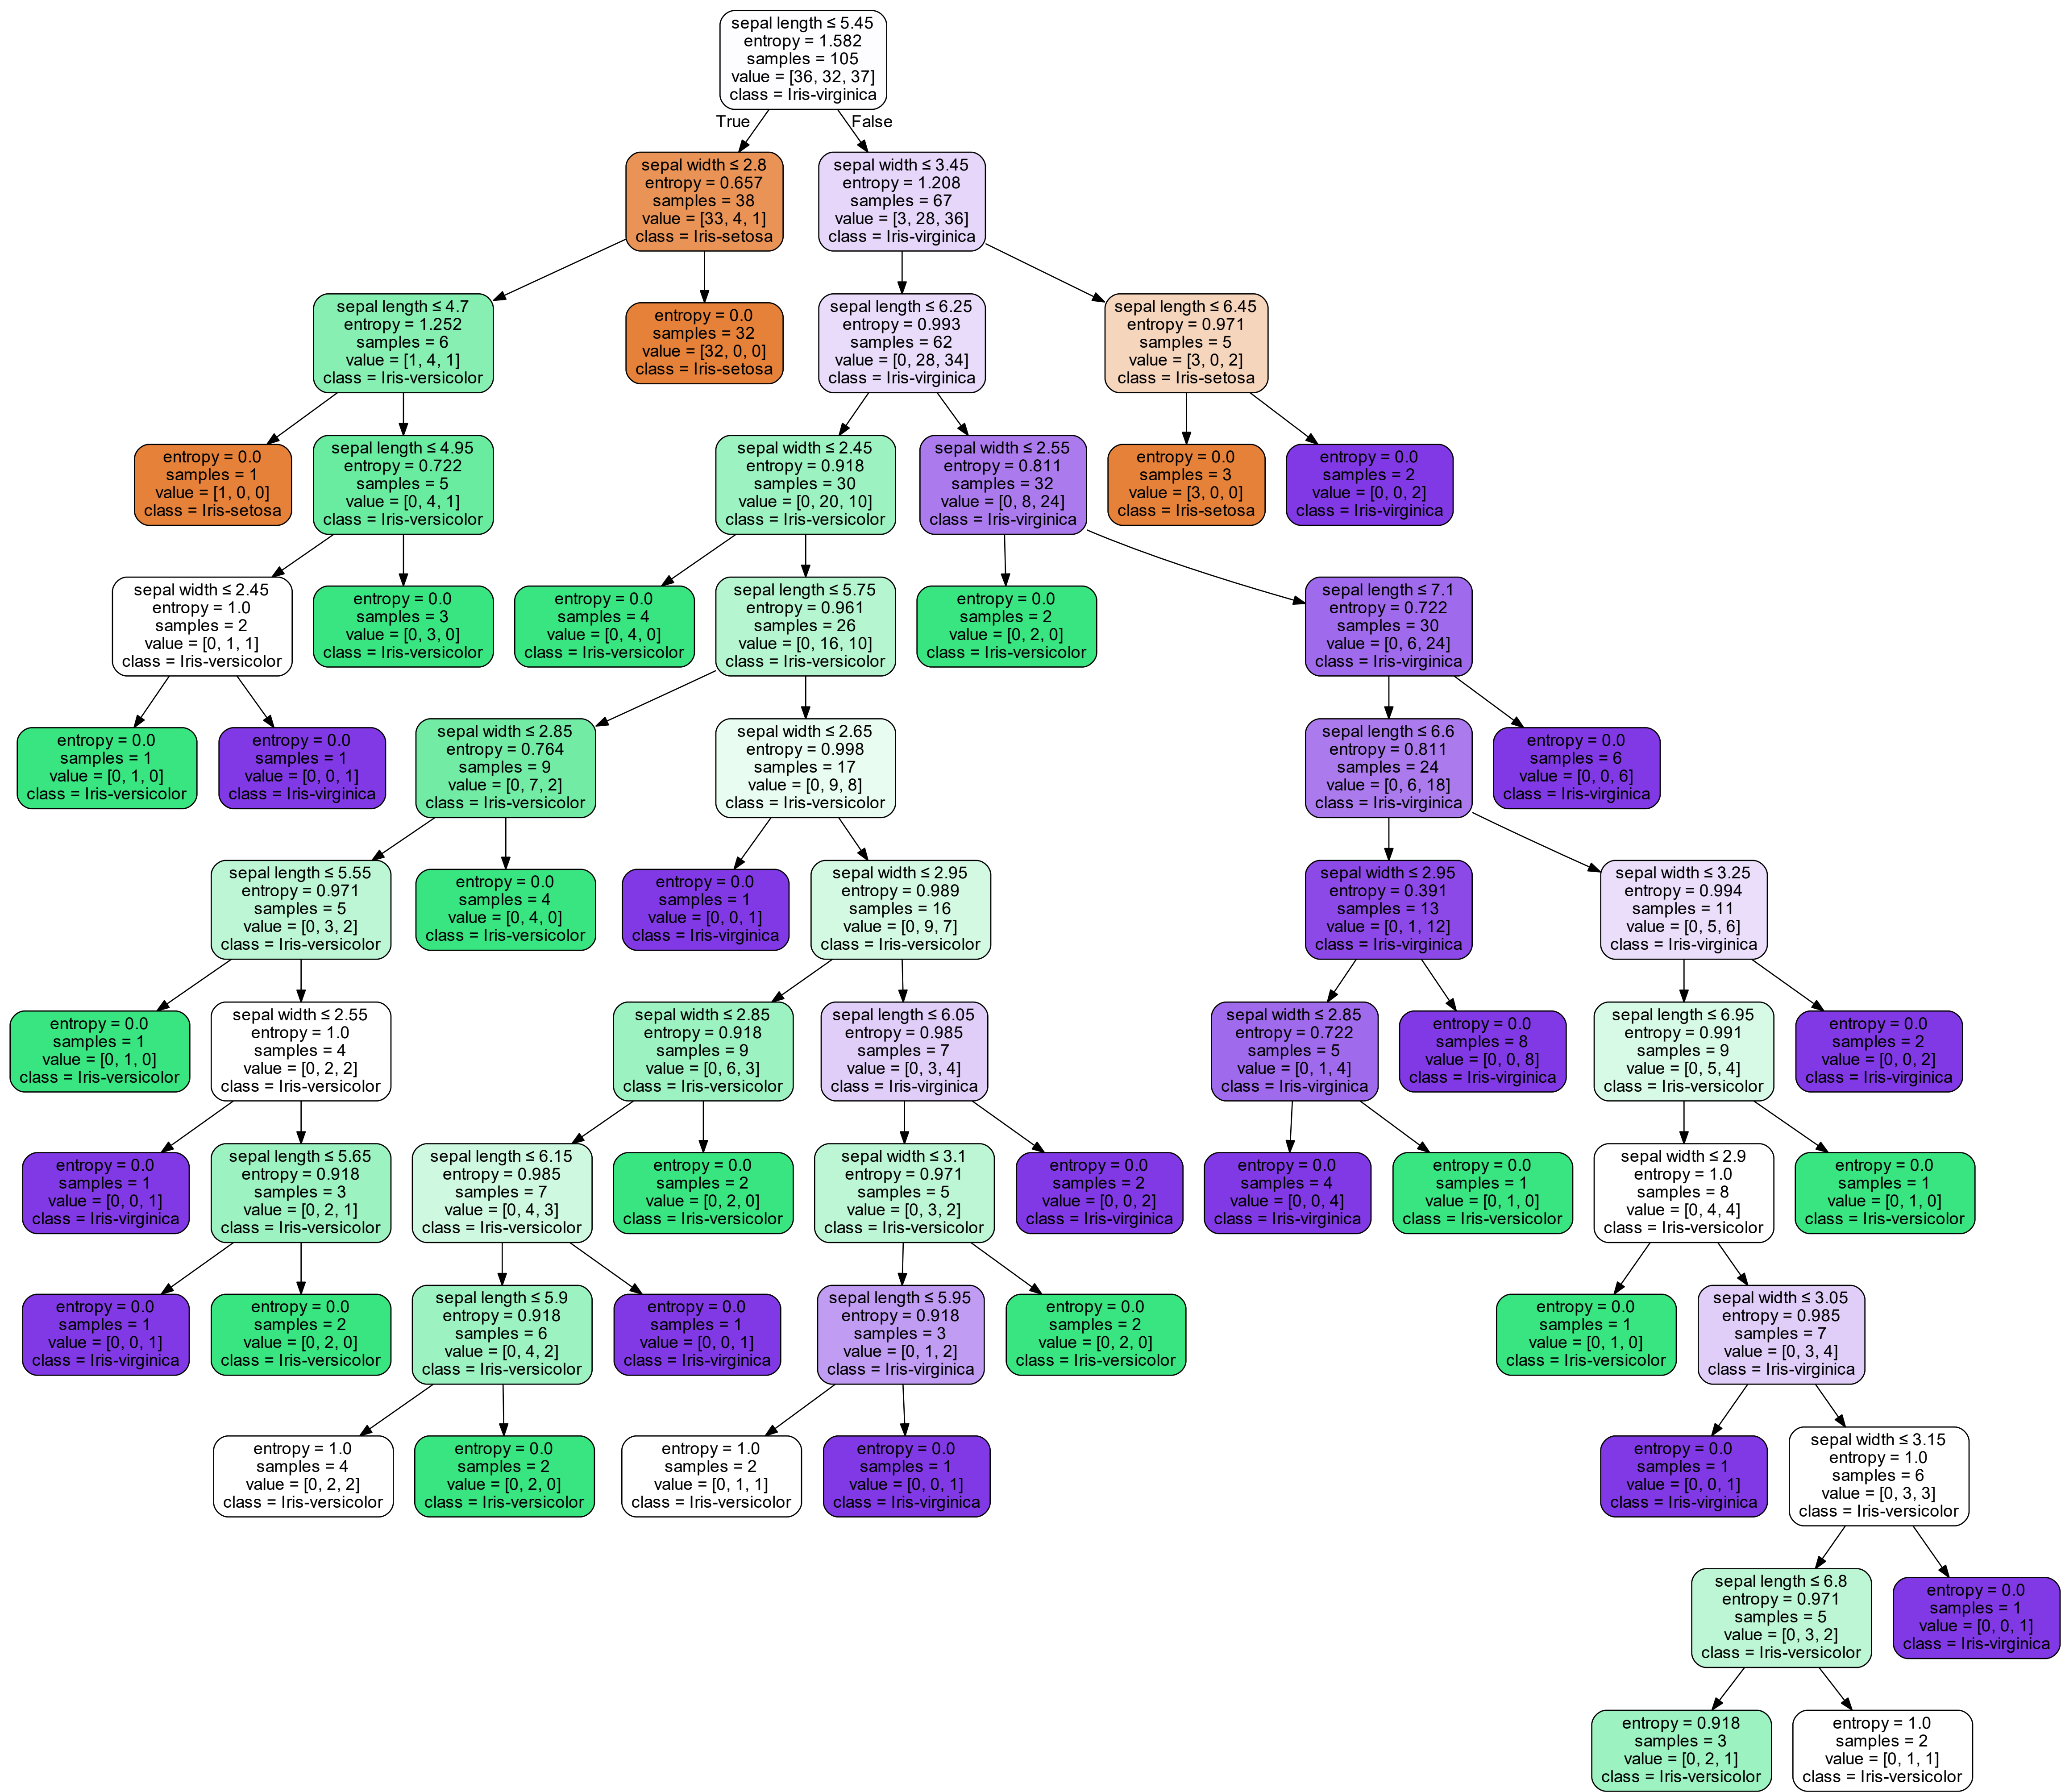 sepal length ≤ 5.45
entropy = 1.582
samples = 105
value = [36, 32, 37]
class = Iris-virginica
True
False
sepal width ≤ 2.8
entropy = 0.657
samples = 38
value = [33, 4, 1]
class = Iris-setosa
sepal width ≤ 3.45
entropy = 1.208
samples = 67
value = [3, 28, 36]
class = Iris-virginica
sepal length ≤ 4.7
entropy = 1.252
samples = 6
value = [1, 4, 1]
class = Iris-versicolor
entropy = 0.0
samples = 32
value = [32, 0, 0]
class = Iris-setosa
sepal length ≤ 6.25
entropy = 0.993
samples = 62
value = [0, 28, 34]
class = Iris-virginica
sepal length ≤ 6.45
entropy = 0.971
samples = 5
value = [3, 0, 2]
class = Iris-setosa
entropy = 0.0
samples = 1
value = [1, 0, 0]
class = Iris-setosa
sepal length ≤ 4.95
entropy = 0.722
samples = 5
value = [0, 4, 1]
class = Iris-versicolor
sepal width ≤ 2.45
entropy = 0.918
samples = 30
value = [0, 20, 10]
class = Iris-versicolor
sepal width ≤ 2.55
entropy = 0.811
samples = 32
value = [0, 8, 24]
class = Iris-virginica
entropy = 0.0
samples = 3
value = [3, 0, 0]
class = Iris-setosa
entropy = 0.0
samples = 2
value = [0, 0, 2]
class = Iris-virginica
sepal width ≤ 2.45
entropy = 1.0
samples = 2
value = [0, 1, 1]
class = Iris-versicolor
entropy = 0.0
samples = 3
value = [0, 3, 0]
class = Iris-versicolor
entropy = 0.0
samples = 4
value = [0, 4, 0]
class = Iris-versicolor
sepal length ≤ 5.75
entropy = 0.961
samples = 26
value = [0, 16, 10]
class = Iris-versicolor
entropy = 0.0
samples = 2
value = [0, 2, 0]
class = Iris-versicolor
sepal length ≤ 7.1
entropy = 0.722
samples = 30
value = [0, 6, 24]
class = Iris-virginica
entropy = 0.0
samples = 1
value = [0, 1, 0]
class = Iris-versicolor
entropy = 0.0
samples = 1
value = [0, 0, 1]
class = Iris-virginica
sepal width ≤ 2.85
entropy = 0.764
samples = 9
value = [0, 7, 2]
class = Iris-versicolor
sepal width ≤ 2.65
entropy = 0.998
samples = 17
value = [0, 9, 8]
class = Iris-versicolor
sepal length ≤ 6.6
entropy = 0.811
samples = 24
value = [0, 6, 18]
class = Iris-virginica
entropy = 0.0
samples = 6
value = [0, 0, 6]
class = Iris-virginica
sepal length ≤ 5.55
entropy = 0.971
samples = 5
value = [0, 3, 2]
class = Iris-versicolor
entropy = 0.0
samples = 4
value = [0, 4, 0]
class = Iris-versicolor
entropy = 0.0
samples = 1
value = [0, 0, 1]
class = Iris-virginica
sepal width ≤ 2.95
entropy = 0.989
samples = 16
value = [0, 9, 7]
class = Iris-versicolor
sepal width ≤ 2.95
entropy = 0.391
samples = 13
value = [0, 1, 12]
class = Iris-virginica
sepal width ≤ 3.25
entropy = 0.994
samples = 11
value = [0, 5, 6]
class = Iris-virginica
entropy = 0.0
samples = 1
value = [0, 1, 0]
class = Iris-versicolor
sepal width ≤ 2.55
entropy = 1.0
samples = 4
value = [0, 2, 2]
class = Iris-versicolor
sepal width ≤ 2.85
entropy = 0.918
samples = 9
value = [0, 6, 3]
class = Iris-versicolor
sepal length ≤ 6.05
entropy = 0.985
samples = 7
value = [0, 3, 4]
class = Iris-virginica
sepal width ≤ 2.85
entropy = 0.722
samples = 5
value = [0, 1, 4]
class = Iris-virginica
entropy = 0.0
samples = 8
value = [0, 0, 8]
class = Iris-virginica
sepal length ≤ 6.95
entropy = 0.991
samples = 9
value = [0, 5, 4]
class = Iris-versicolor
entropy = 0.0
samples = 2
value = [0, 0, 2]
class = Iris-virginica
entropy = 0.0
samples = 1
value = [0, 0, 1]
class = Iris-virginica
sepal length ≤ 5.65
entropy = 0.918
samples = 3
value = [0, 2, 1]
class = Iris-versicolor
sepal length ≤ 6.15
entropy = 0.985
samples = 7
value = [0, 4, 3]
class = Iris-versicolor
entropy = 0.0
samples = 2
value = [0, 2, 0]
class = Iris-versicolor
sepal width ≤ 3.1
entropy = 0.971
samples = 5
value = [0, 3, 2]
class = Iris-versicolor
entropy = 0.0
samples = 2
value = [0, 0, 2]
class = Iris-virginica
entropy = 0.0
samples = 4
value = [0, 0, 4]
class = Iris-virginica
entropy = 0.0
samples = 1
value = [0, 1, 0]
class = Iris-versicolor
sepal width ≤ 2.9
entropy = 1.0
samples = 8
value = [0, 4, 4]
class = Iris-versicolor
entropy = 0.0
samples = 1
value = [0, 1, 0]
class = Iris-versicolor
entropy = 0.0
samples = 1
value = [0, 0, 1]
class = Iris-virginica
entropy = 0.0
samples = 2
value = [0, 2, 0]
class = Iris-versicolor
sepal length ≤ 5.9
entropy = 0.918
samples = 6
value = [0, 4, 2]
class = Iris-versicolor
entropy = 0.0
samples = 1
value = [0, 0, 1]
class = Iris-virginica
sepal length ≤ 5.95
entropy = 0.918
samples = 3
value = [0, 1, 2]
class = Iris-virginica
entropy = 0.0
samples = 2
value = [0, 2, 0]
class = Iris-versicolor
entropy = 0.0
samples = 1
value = [0, 1, 0]
class = Iris-versicolor
sepal width ≤ 3.05
entropy = 0.985
samples = 7
value = [0, 3, 4]
class = Iris-virginica
entropy = 1.0
samples = 4
value = [0, 2, 2]
class = Iris-versicolor
entropy = 0.0
samples = 2
value = [0, 2, 0]
class = Iris-versicolor
entropy = 1.0
samples = 2
value = [0, 1, 1]
class = Iris-versicolor
entropy = 0.0
samples = 1
value = [0, 0, 1]
class = Iris-virginica
entropy = 0.0
samples = 1
value = [0, 0, 1]
class = Iris-virginica
sepal width ≤ 3.15
entropy = 1.0
samples = 6
value = [0, 3, 3]
class = Iris-versicolor
sepal length ≤ 6.8
entropy = 0.971
samples = 5
value = [0, 3, 2]
class = Iris-versicolor
entropy = 0.0
samples = 1
value = [0, 0, 1]
class = Iris-virginica
entropy = 0.918
samples = 3
value = [0, 2, 1]
class = Iris-versicolor
entropy = 1.0
samples = 2
value = [0, 1, 1]
class = Iris-versicolor